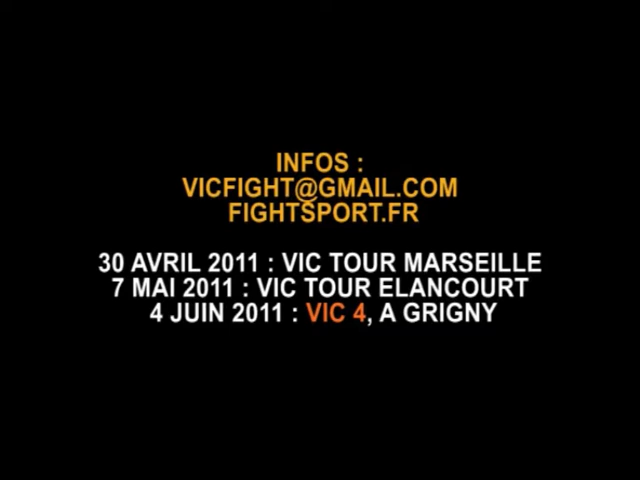 INFOS :
VICFIGHT@GMAIL.COM
FIGHTSPORT.FR
30 AVRIL 2011 : VIC TOUR MARSEILLE
7 MAI 2011 : VIC TOUR ELANCOURT
4 JUIN 2011 : VIC 4, A GRIGNY